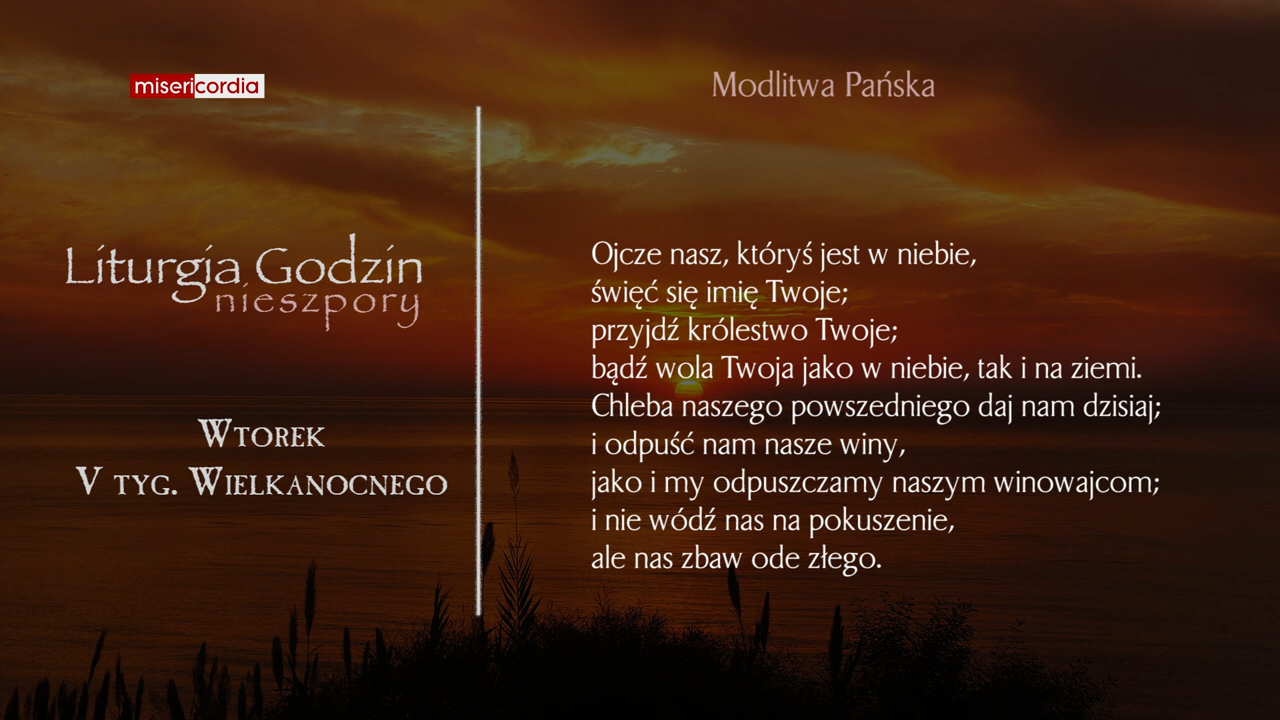 misericordia
Liturgia Godzin
nieszpory
Wtorek
V tyg. Wielkanocnego
Modlitwa Pańska
Ojcze nasz, któryś jest w niebie,
święć się imię Twoje;
przyjdź królestwo Twoje;
bądź wola Twoja jako w niebie, tak i na ziemi.
Chleba naszego powszedniego daj nam dzisiaj;
i odpuść nam nasze winy,
jako i my odpuszczamy naszym winowajcom;
i nie wódź nas na pokuszenie,
ale nas zbaw ode złego.